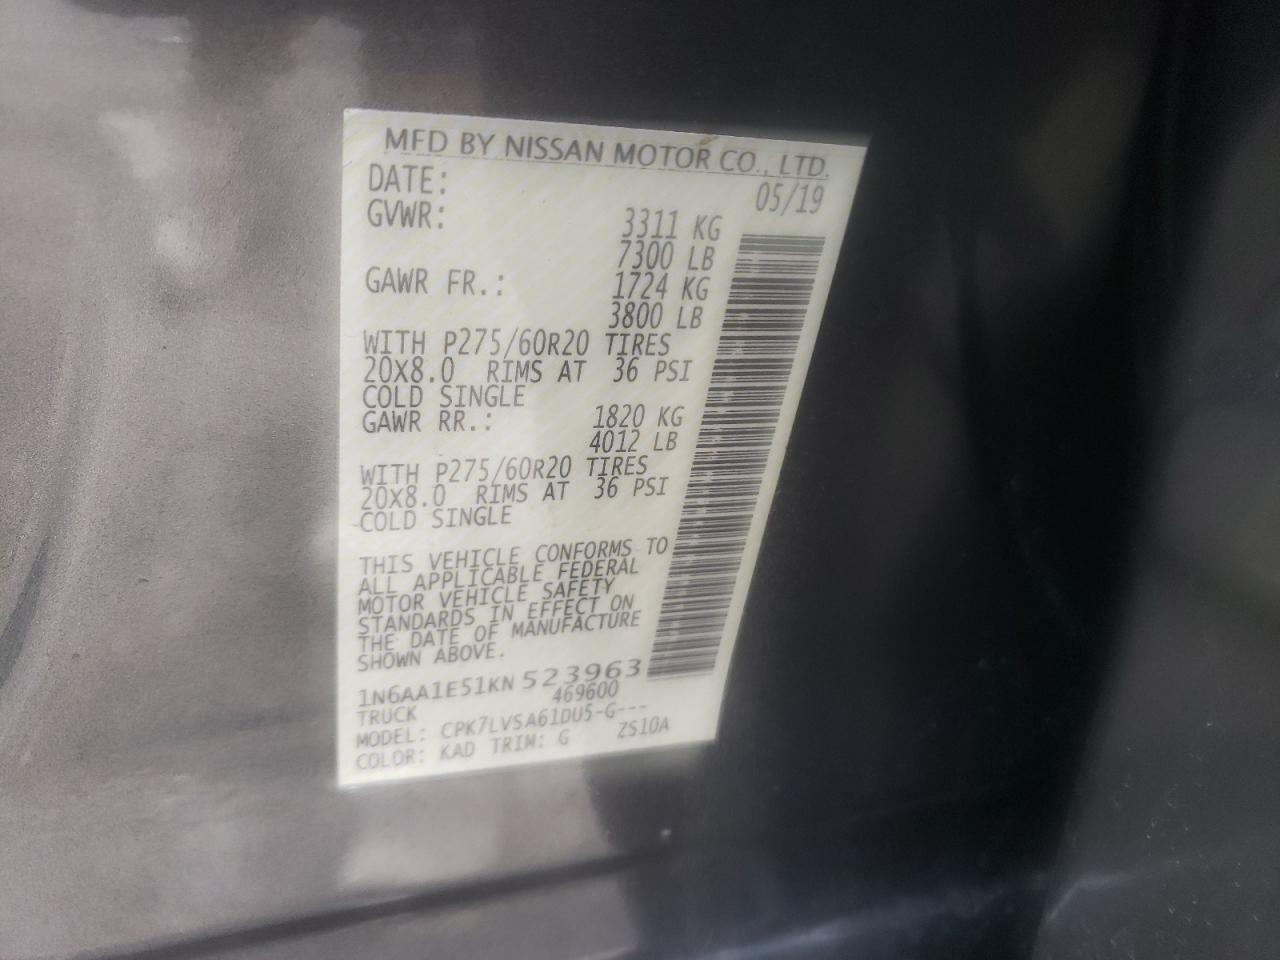 MFD BY NISSAN MOTOR CO., LTD.
DATE: 05/19
GVWR: 3311 KG
7300 LB
GAWR FR.: 1724 KG
3800 LB
WITH P275/60R20 TIRES
20X8.0 RIMS AT 36 PSI
COLD SINGLE
GAWR RR.: 1820 KG
4012 LB
WITH P275/60R20 TIRES
20X8.0 RIMS AT 36 PSI
COLD SINGLE
THIS VEHICLE CONFORMS TO
ALL APPLICABLE FEDERAL
MOTOR VEHICLE SAFETY
STANDARDS IN EFFECT ON
THE DATE OF MANUFACTURE
SHOWN ABOVE.
1N6AA1E51KN523963
TRUCK 469600
MODEL: CPK7LVSA61DU5-G---
COLOR: KAD TRIM: G ZS10A